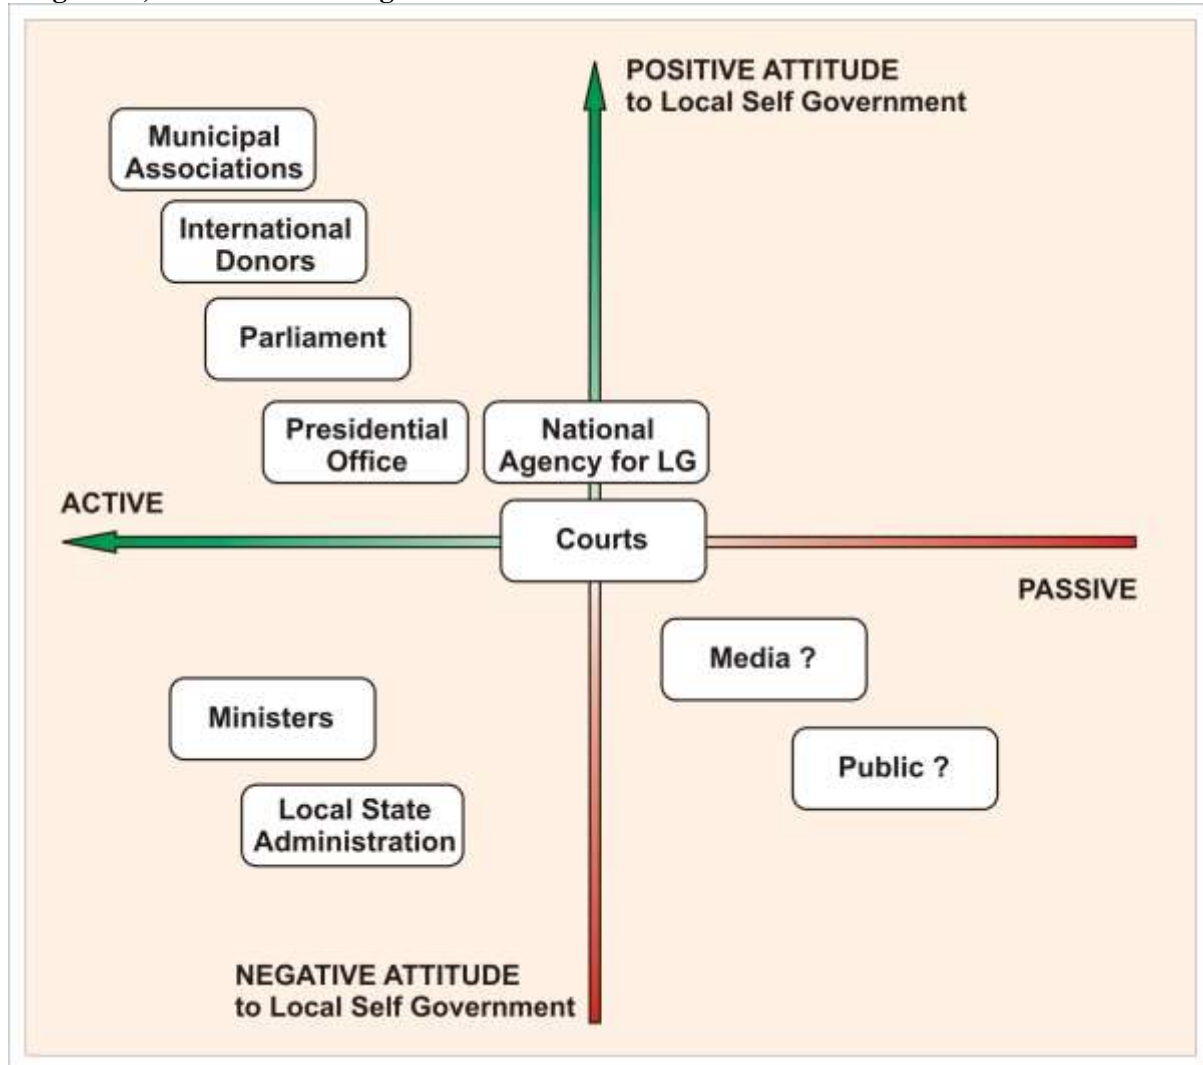 POSITIVE ATTITUDE
to Local Self Government
Municipal
Associations
International
Donors
Parliament
Presidential
Office
National
Agency for LG
ACTIVE
Courts
PASSIVE
Media ?
Ministers
Public ?
Local State
Administration
NEGATIVE ATTITUDE
to Local Self Government